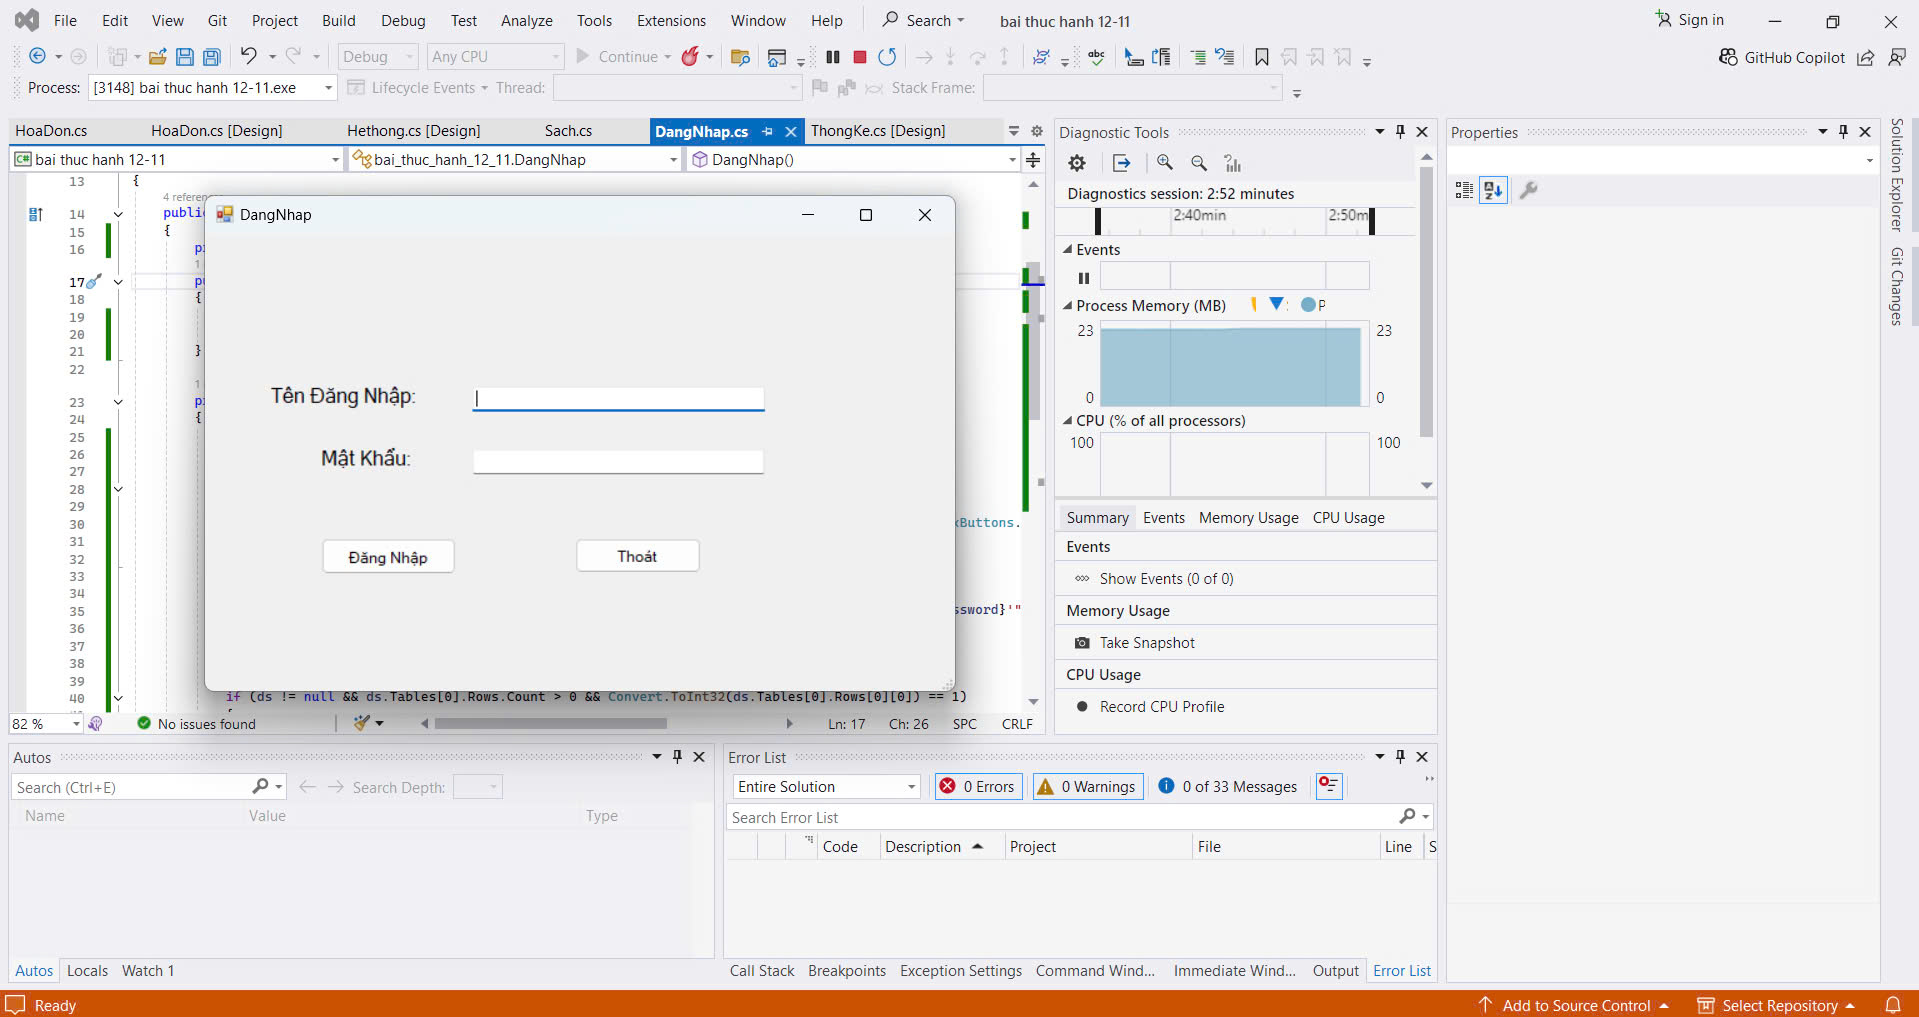 File Edit View Git Project Build Debug Test Analyze Tools Extensions Window Help Search bai thuc hanh 12-11 Sign in
Debug Any CPU Continue abc GitHub Copilot
Process: [3148] bai thuc hanh 12-11.exe Lifecycle Events Thread: Stack Frame:
HoaDon.cs HoaDon.cs [Design] Hethong.cs [Design] Sach.cs DangNhap.cs ThongKe.cs [Design]
C# bai thuc hanh 12-11 bai_thuc_hanh_12_11.DangNhap DangNhap()
13 {
4 referen
14 public
15 {
16
17
18 {
19
20
21 }
22
23
24 {
25
26
27
28
29
30 xButtons.
31
32
33
34
35 ssword}'"
36
37
38
39
40 if (ds != null && ds.Tables[0].Rows.Count > 0 && Convert.ToInt32(ds.Tables[0].Rows[0][0]) == 1)
82 % No issues found Ln: 17 Ch: 26 SPC CRLF
DangNhap
Tên Đăng Nhập:
Mật Khẩu:
Đăng Nhập Thoát
Diagnostic Tools
Diagnostics session: 2:52 minutes
2:40min 2:50m
Events
Process Memory (MB) P
23 23
0 0
CPU (% of all processors)
100 100
Summary Events Memory Usage CPU Usage
Events
Show Events (0 of 0)
Memory Usage
Take Snapshot
CPU Usage
Record CPU Profile
Properties
Solution Explorer
Git Changes
Autos
Search (Ctrl+E) Search Depth:
Name Value Type
Autos Locals Watch 1
Error List
Entire Solution 0 Errors 0 Warnings 0 of 33 Messages
Search Error List
Code Description Project File Line S
Call Stack Breakpoints Exception Settings Command Wind... Immediate Wind... Output Error List
Ready Add to Source Control Select Repository